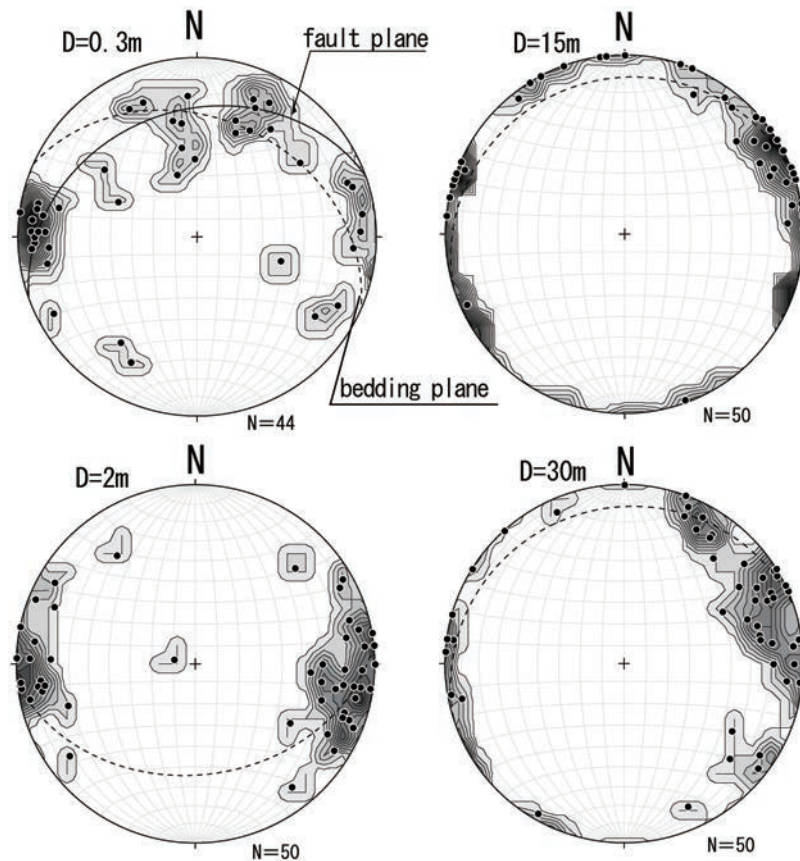 D=0.3m
N
fault plane
bedding plane
N=44
D=15m
N
N=50
D=2m
N
N=50
D=30m
N
N=50